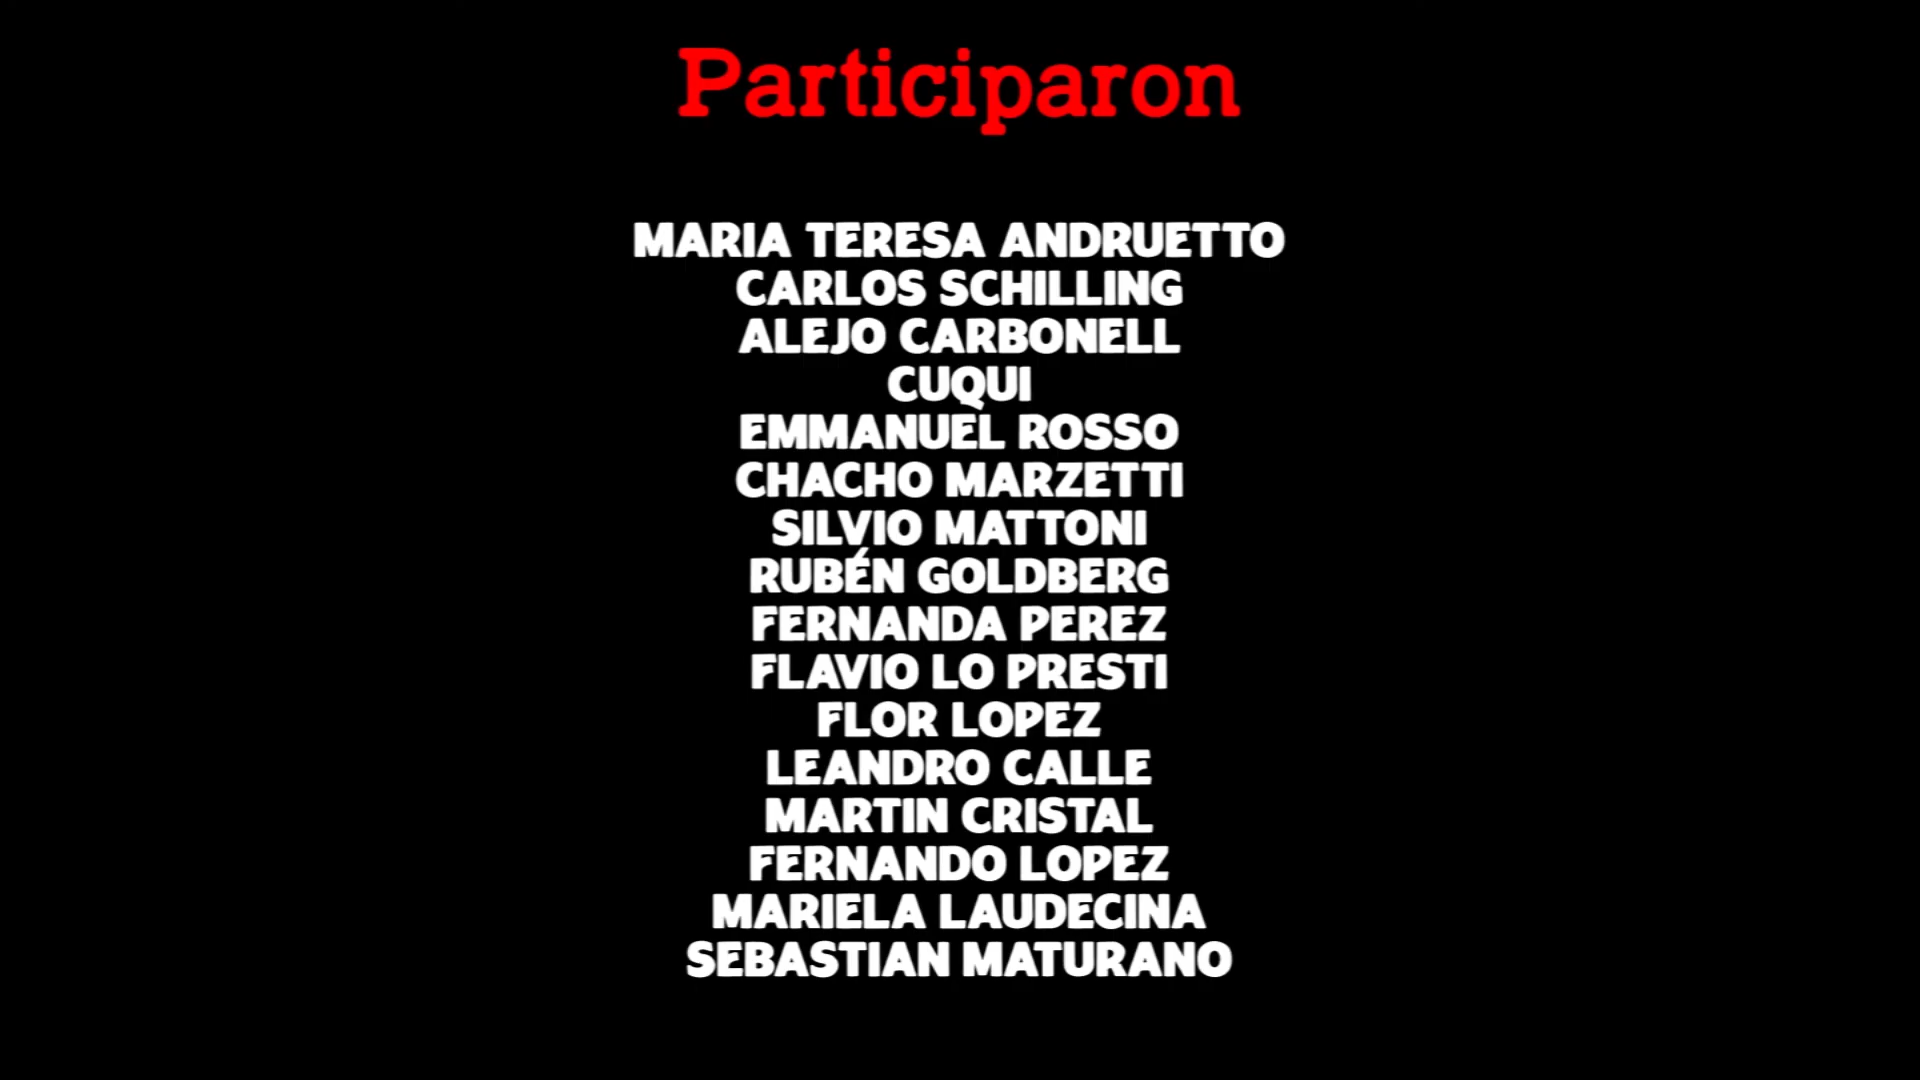 Participaron
MARIA TERESA ANDRUETTO
CARLOS SCHILLING
ALEJO CARBONELL
CUQUI
EMMANUEL ROSSO
CHACHO MARZETTI
SILVIO MATTONI
RUBÉN GOLDBERG
FERNANDA PEREZ
FLAVIO LO PRESTI
FLOR LOPEZ
LEANDRO CALLE
MARTIN CRISTAL
FERNANDO LOPEZ
MARIELA LAUDECINA
SEBASTIAN MATURANO